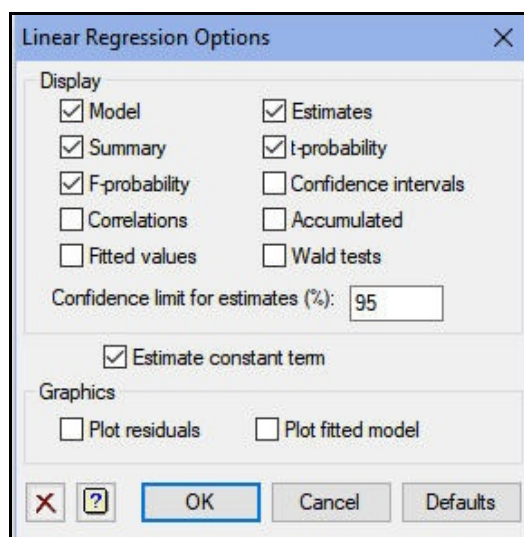 Linear Regression Options
Display
Model Estimates
Summary t-probability
F-probability Confidence intervals
Correlations Accumulated
Fitted values Wald tests
Confidence limit for estimates (%): 95
Estimate constant term
Graphics
Plot residuals Plot fitted model
? OK Cancel Defaults